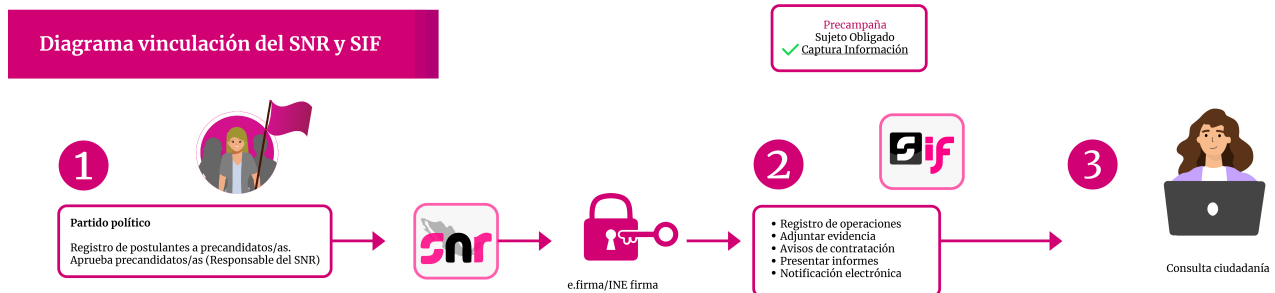 Diagrama vinculación del SNR y SIF
Precampaña
Sujeto Obligado
Captura Información
1
Partido político
Registro de postulantes a precandidatos/as.
Aprueba precandidatos/as (Responsable del SNR)
snr
e.firma/INE firma
2
Sif
• Registro de operaciones
• Adjuntar evidencia
• Avisos de contratación
• Presentar informes
• Notificación electrónica
3
Consulta ciudadanía